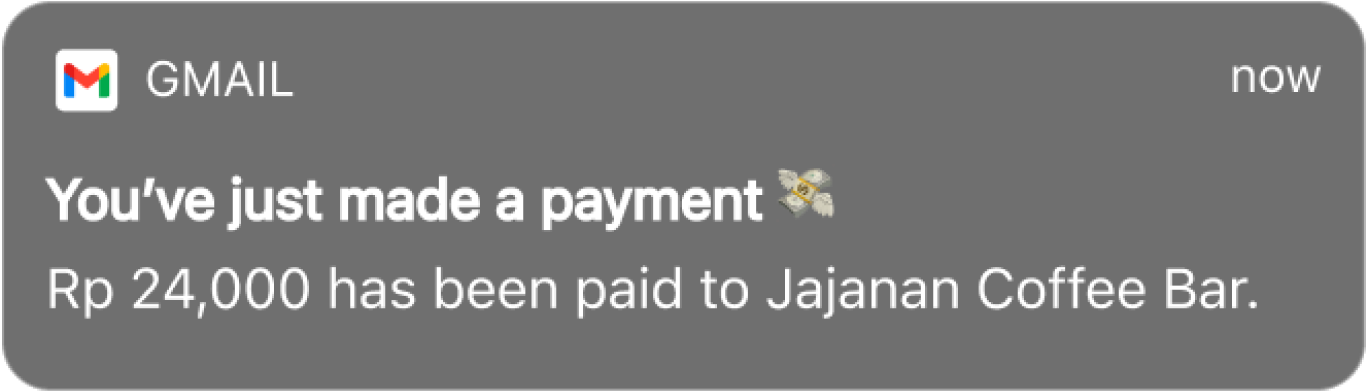 GMAIL now
You’ve just made a payment 💸
Rp 24,000 has been paid to Jajanan Coffee Bar.